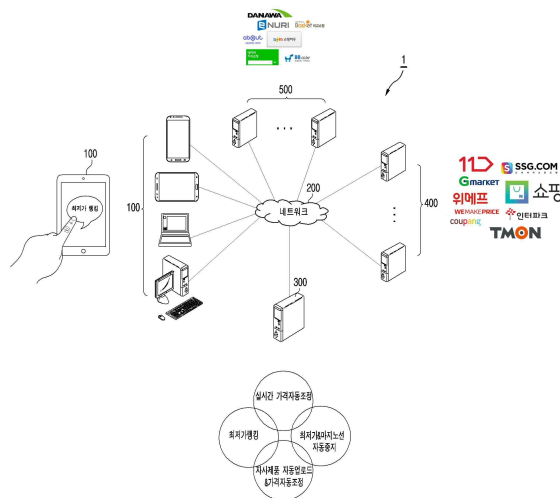 DANAWA
ENURI
about
BB.com
1
500
100
최저가 랭킹
100
200
네트워크
400
11
SSG.COM
Gmarket
위메프
쇼핑
WEMAKEPRICE
인터파크
coupang
TMON
300
실시간 가격자동조정
최저가랭킹
최저가&마지노선
자동중지
자사제품 자동업로드
&가격자동조정